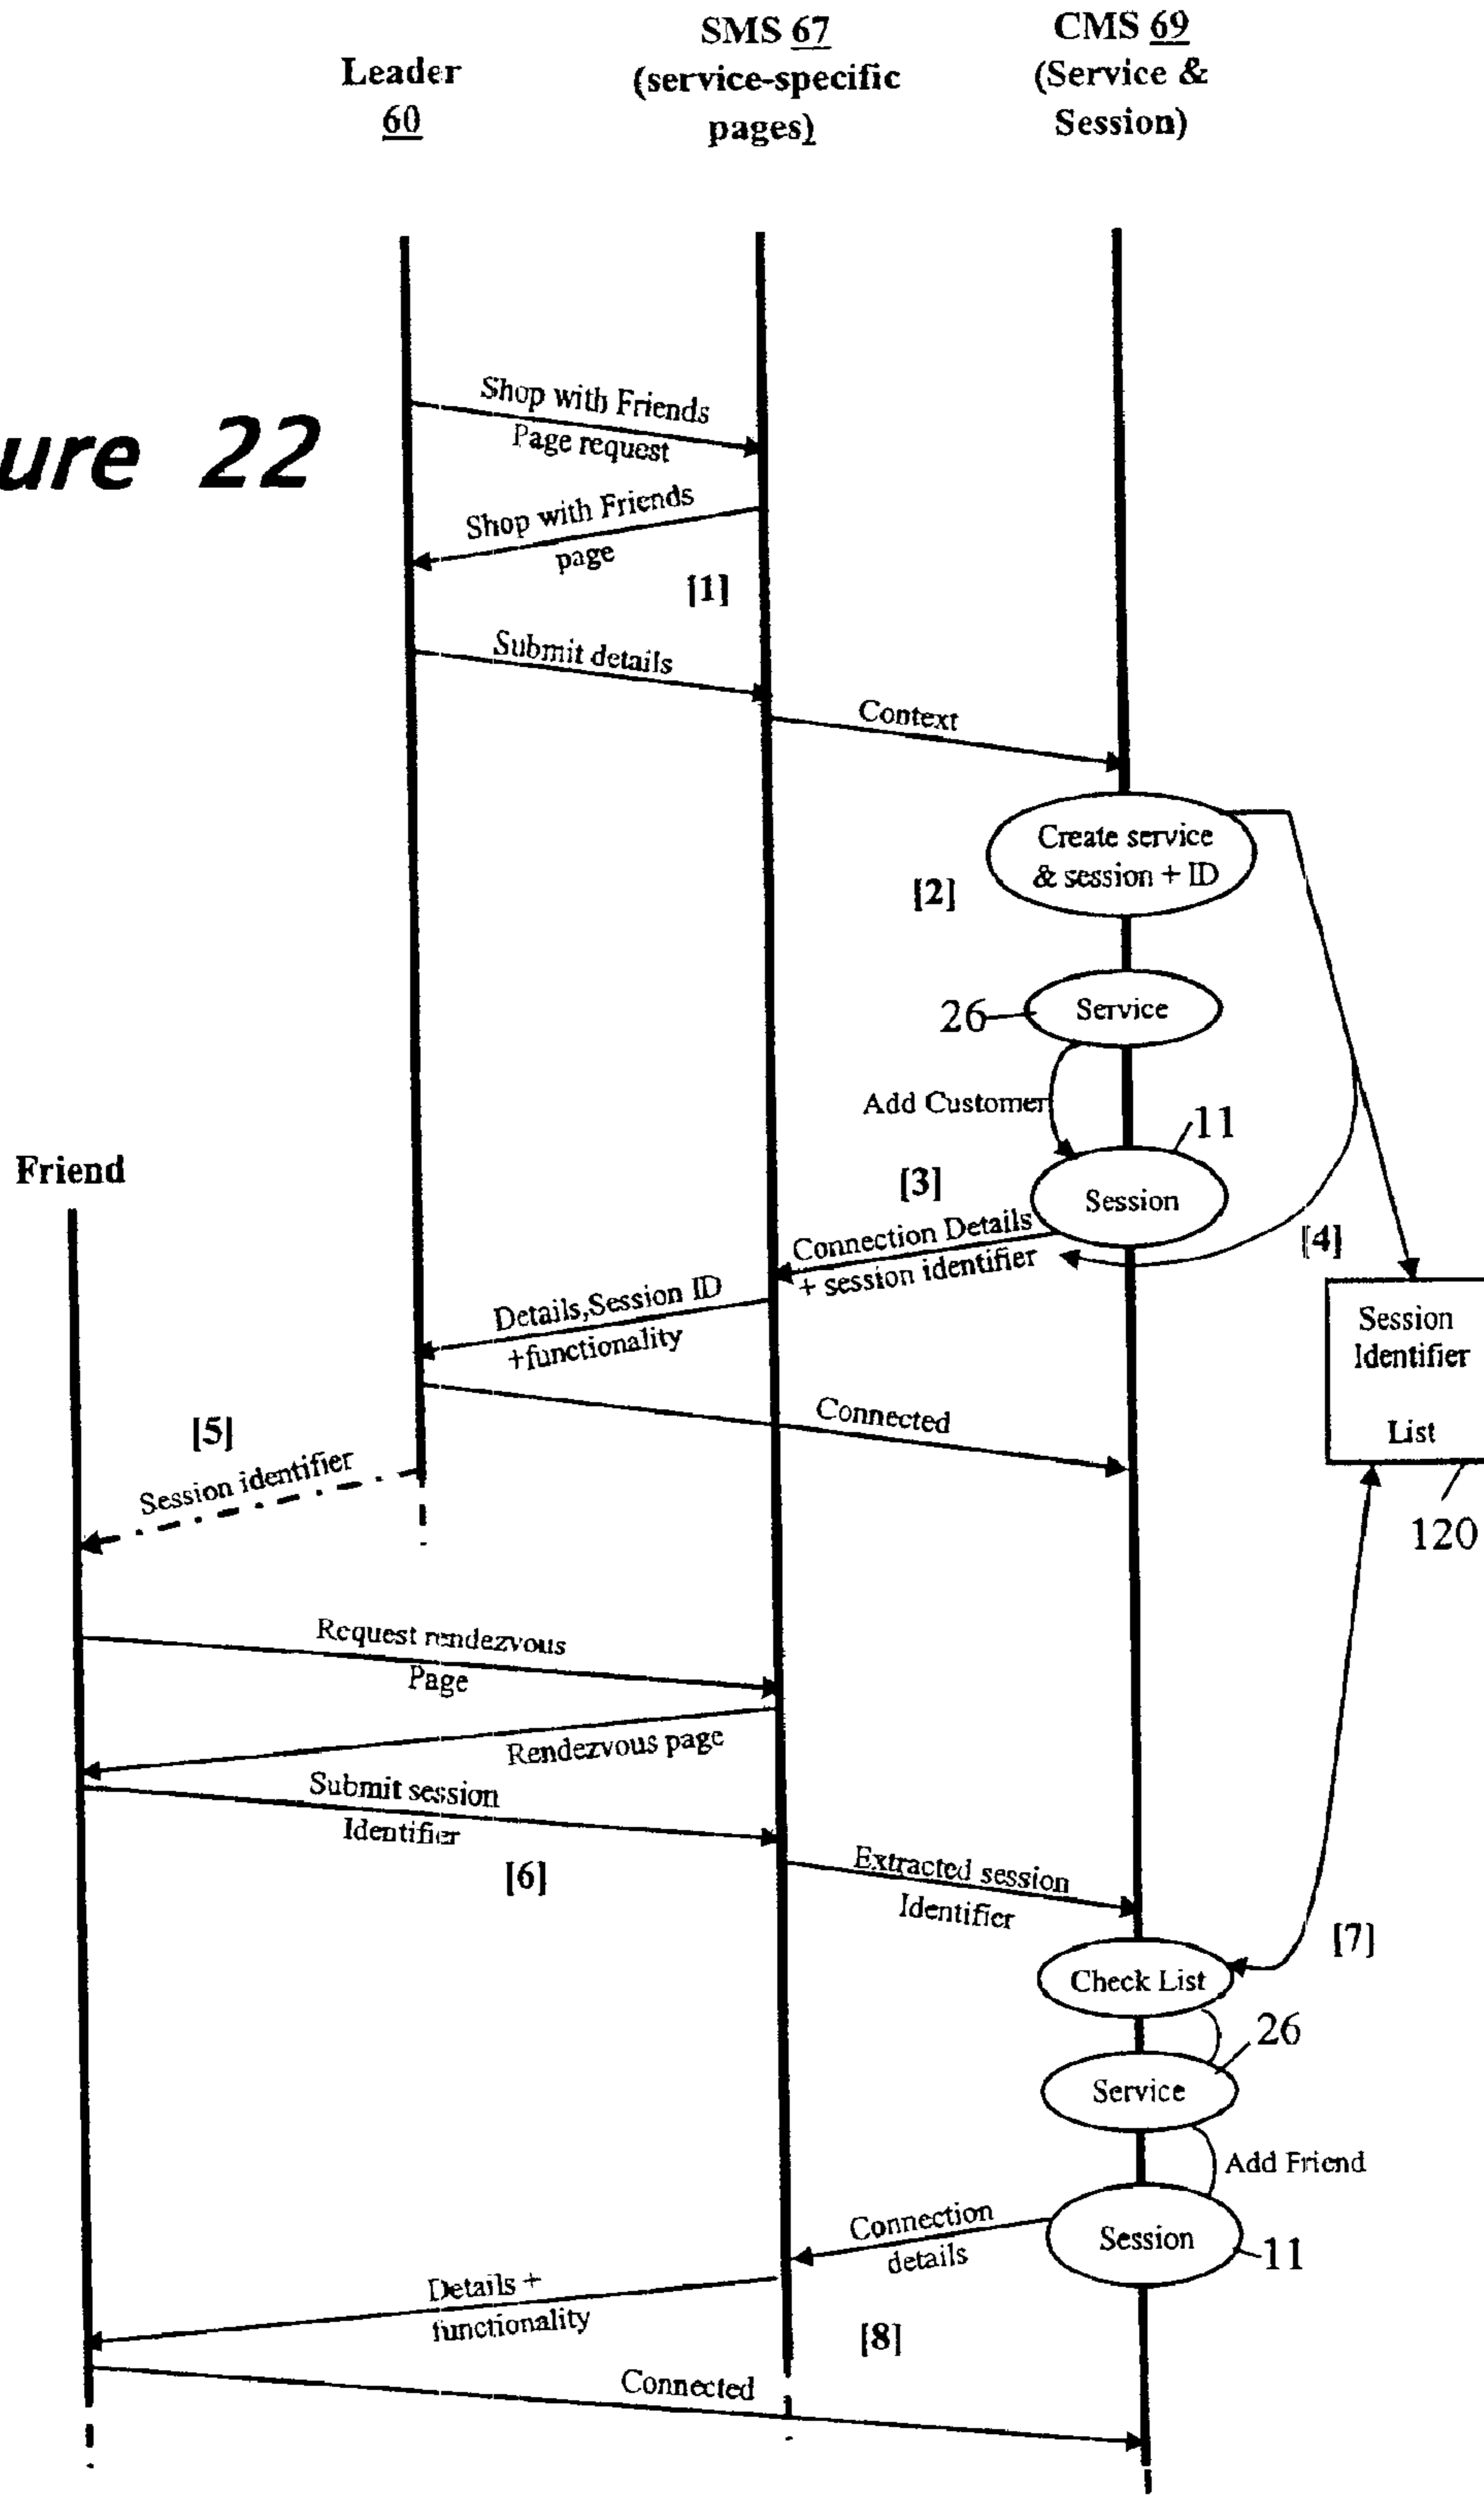 SMS 67
(service-specific
pages)
CMS 69
(Service &
Session)
Leader
60
ure 22
Shop with Friends
Page request
Shop with Friends
page
[1]
Submit details
Context
Create service
& session + ID
[2]
26
Service
Add Customer
11
Friend
[3]
Session
Connection Details
+ session identifier
[4]
Details,Session ID
+functionality
Session
Identifier
List
Connected
[5]
Session identifier
120
Request rendezvous
Page
Rendezvous page
Submit session
Identifier
[6]
Extracted session
Identifier
[7]
Check List
26
Service
Add Friend
Connection
details
Session
11
Details +
functionality
[8]
Connected